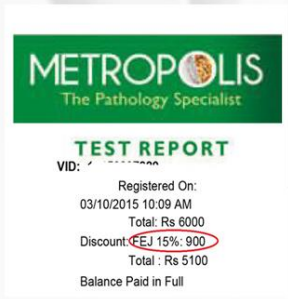 METROPOLIS
The Pathology Specialist
TEST REPORT
VID:
Registered On:
03/10/2015 10:09 AM
Total: Rs 6000
Discount: FEJ 15%: 900
Total : Rs 5100
Balance Paid in Full